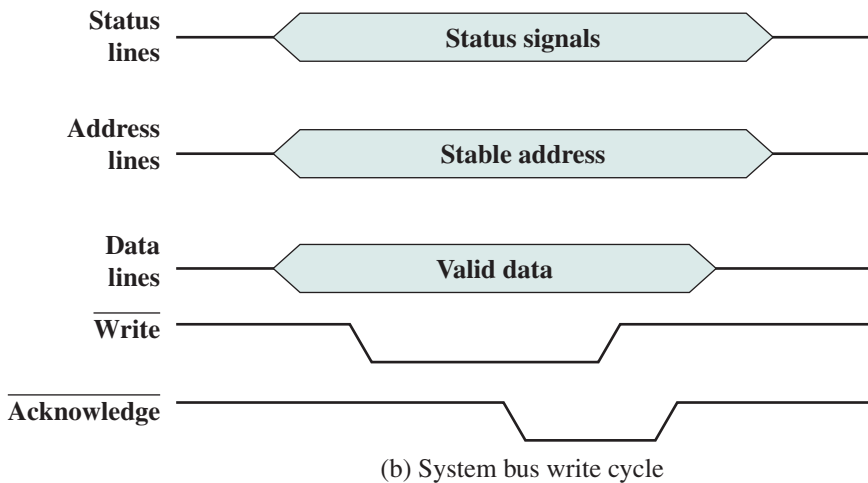 Status
lines
Status signals
Address
lines
Stable address
Data
lines
Valid data
Write
Acknowledge
(b) System bus write cycle